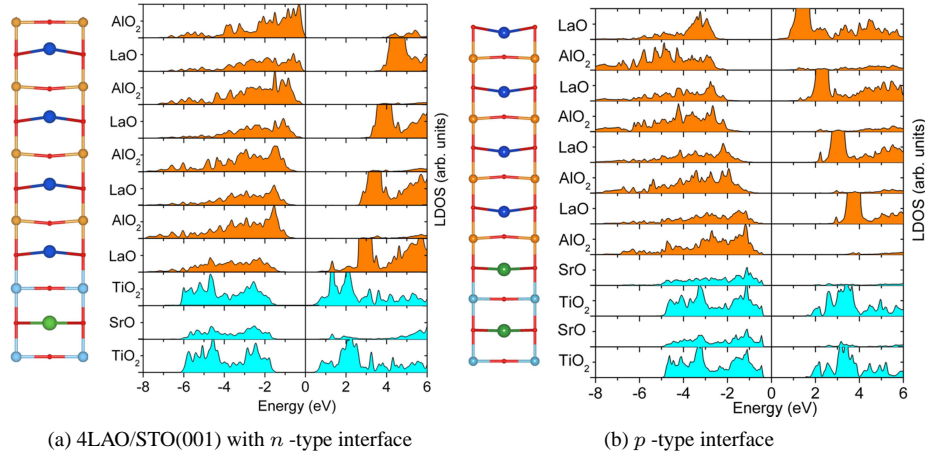 AlO2
LaO
AlO2
LaO
AlO2
LaO
AlO2
LaO
TiO2
SrO
TiO2
-8 -6 -4 -2 0 2 4 6
Energy (eV)
LDOS (arb. units)
(a) 4LAO/STO(001) with n -type interface
LaO
AlO2
LaO
AlO2
LaO
AlO2
LaO
AlO2
SrO
TiO2
SrO
TiO2
-8 -6 -4 -2 0 2 4 6
Energy (eV)
LDOS (arb. units)
(b) p -type interface